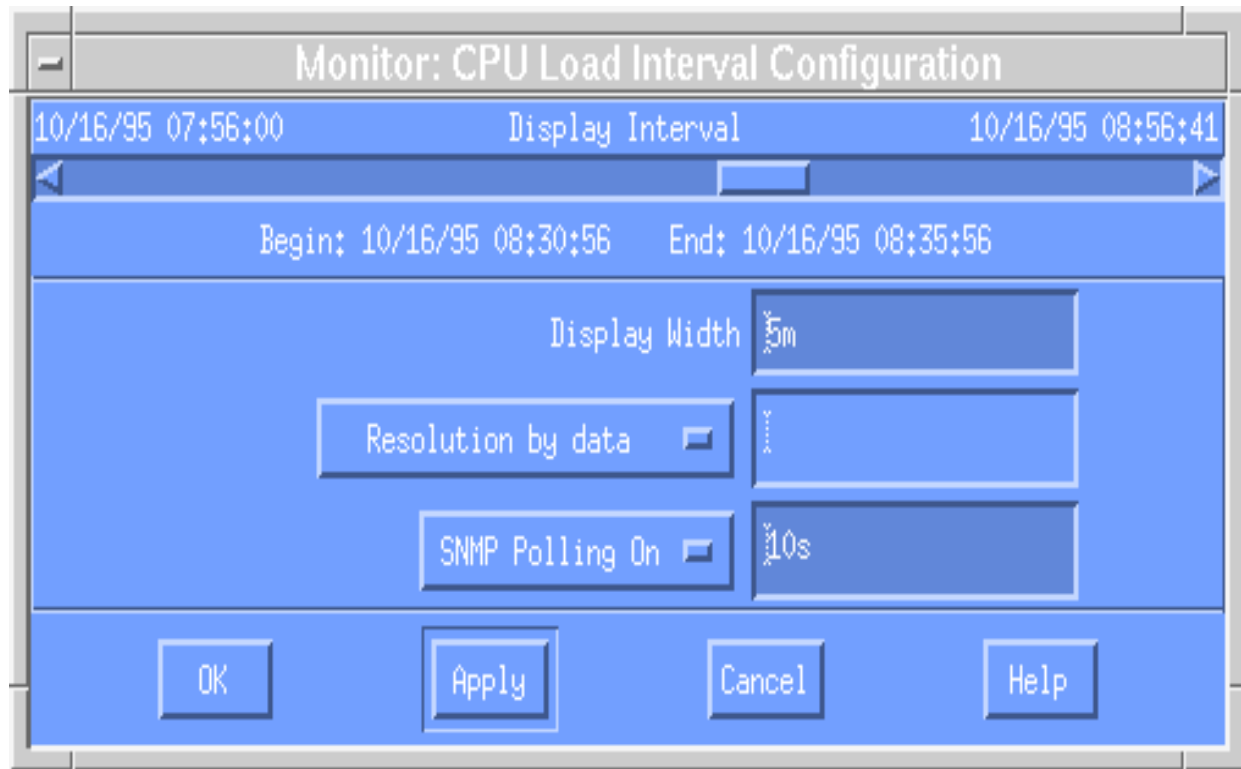 Monitor: CPU Load Interval Configuration
10/16/95 07:56:00 Display Interval 10/16/95 08:56:41
Begin: 10/16/95 08:30:56 End: 10/16/95 08:35:56
Display Width 5m
Resolution by data
SNMP Polling On 10s
OK Apply Cancel Help